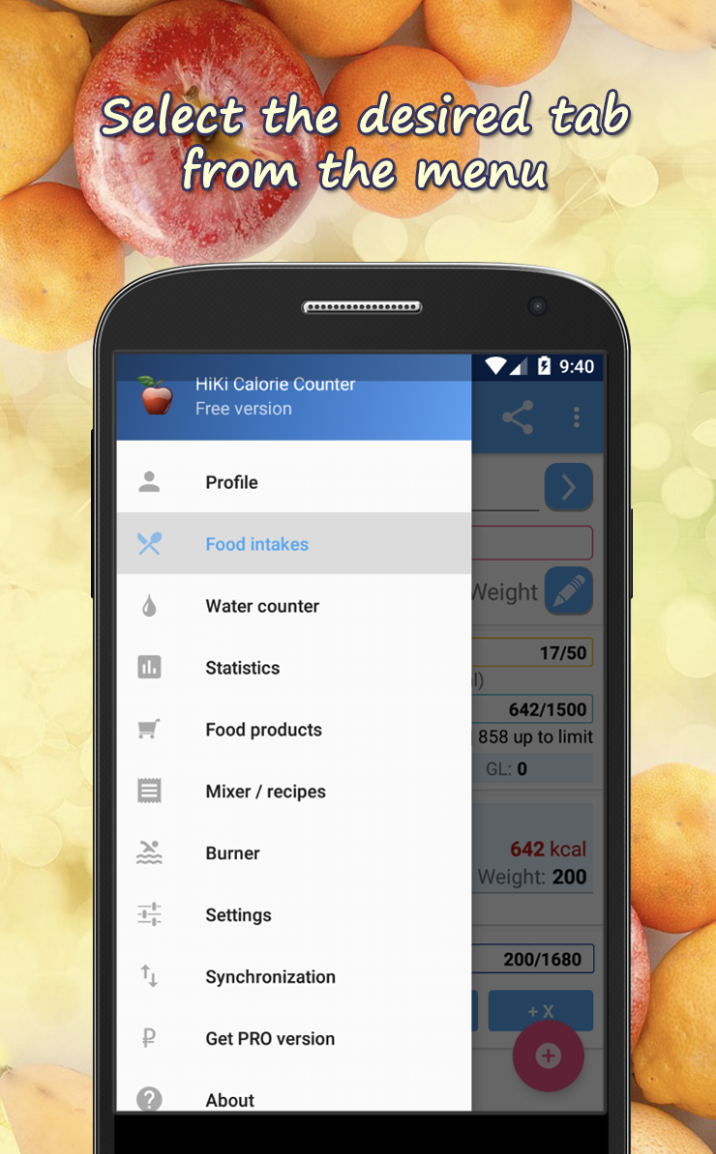 Select the desired tab
from the menu
9:40
HiKi Calorie Counter
Free version
Profile
Food intakes
Water counter
Weight
Statistics
17/50
l)
642/1500
Food products
858 up to limit
GL: 0
Mixer / recipes
Burner
642 kcal
Weight: 200
Settings
200/1680
Synchronization
+ X
Get PRO version
About